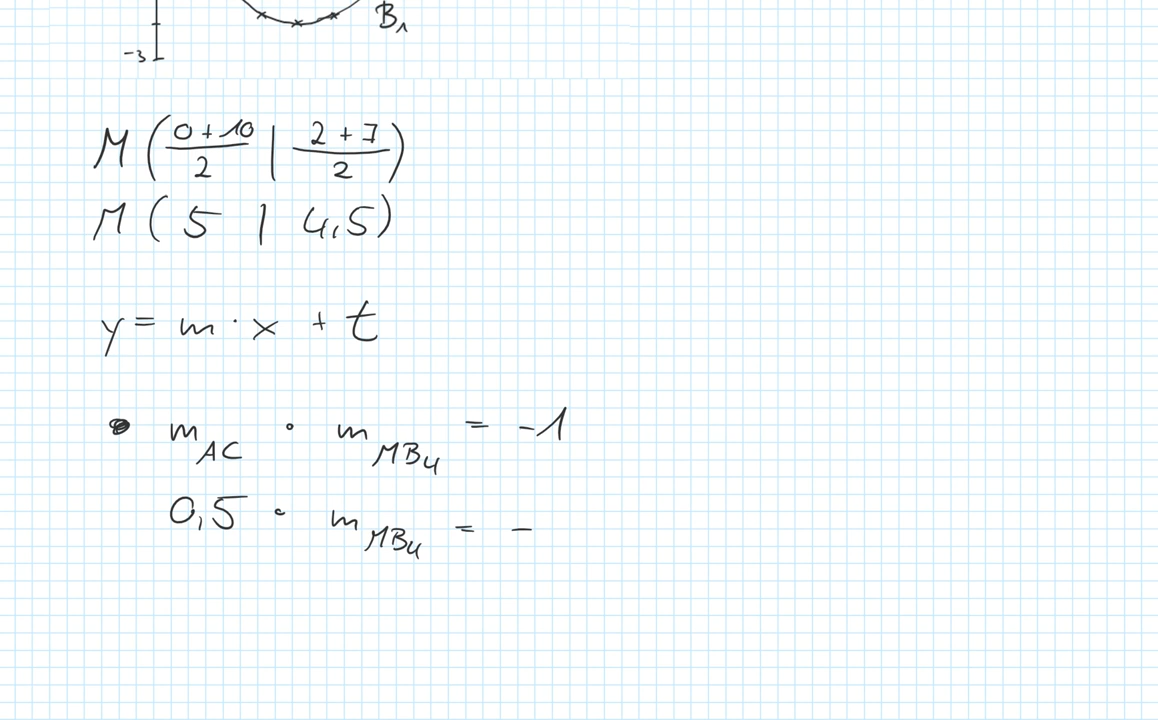 B₁
-3
M (0 + 10 / 2 | 2 + 7 / 2)
M ( 5 | 4,5)
y = m · x + t
• m_AC · m_MB₄ = -1
0,5 · m_MB₄ = -